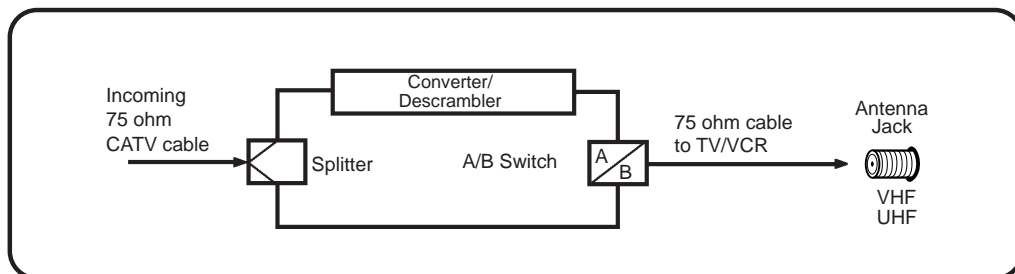 Converter/
Descrambler
Incoming
75 ohm
CATV cable
Splitter
A/B Switch
A
B
75 ohm cable
to TV/VCR
Antenna
Jack
VHF
UHF